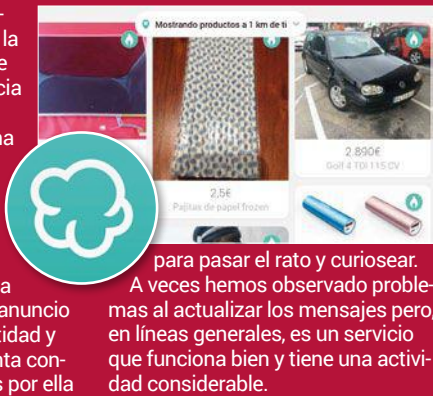 la
e
cia
na
a
anuncio
tidad y
nta con-
s por ella
Mostrando productos a 1 km de ti
2,5€
Pajitas de papel frozen
2.890€
Golf 4 TDI 115 CV
para pasar el rato y curiosear.
A veces hemos observado proble-
mas al actualizar los mensajes pero,
en líneas generales, es un servicio
que funciona bien y tiene una activi-
dad considerable.